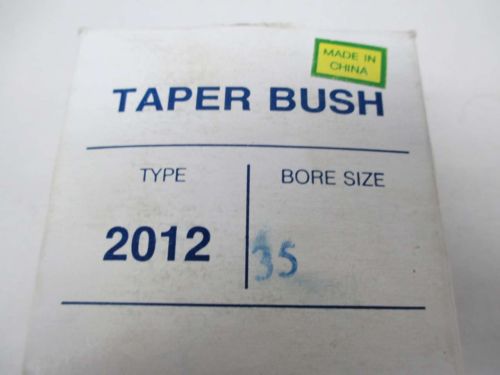 MADE IN
CHINA
TAPER BUSH
TYPE
BORE SIZE
2012
35